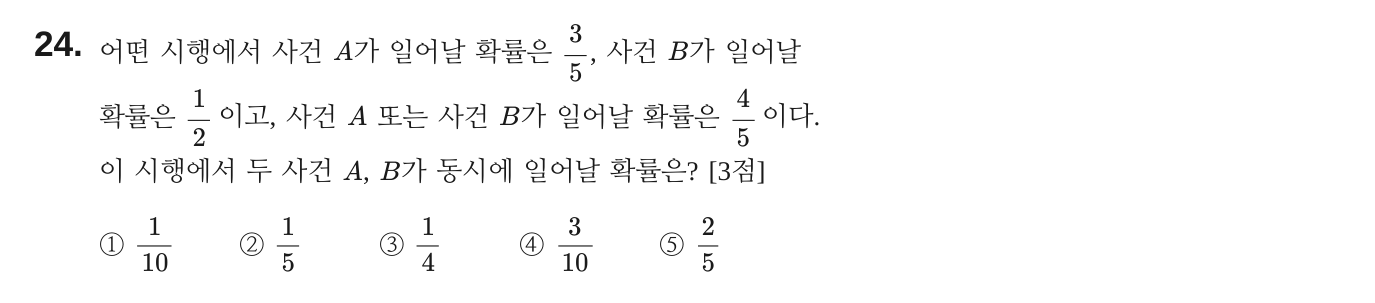 24. 어떤 시행에서 사건 A가 일어날 확률은 3/5, 사건 B가 일어날
확률은 1/2 이고, 사건 A 또는 사건 B가 일어날 확률은 4/5 이다.
이 시행에서 두 사건 A, B가 동시에 일어날 확률은? [3점]
① 1/10 ② 1/5 ③ 1/4 ④ 3/10 ⑤ 2/5